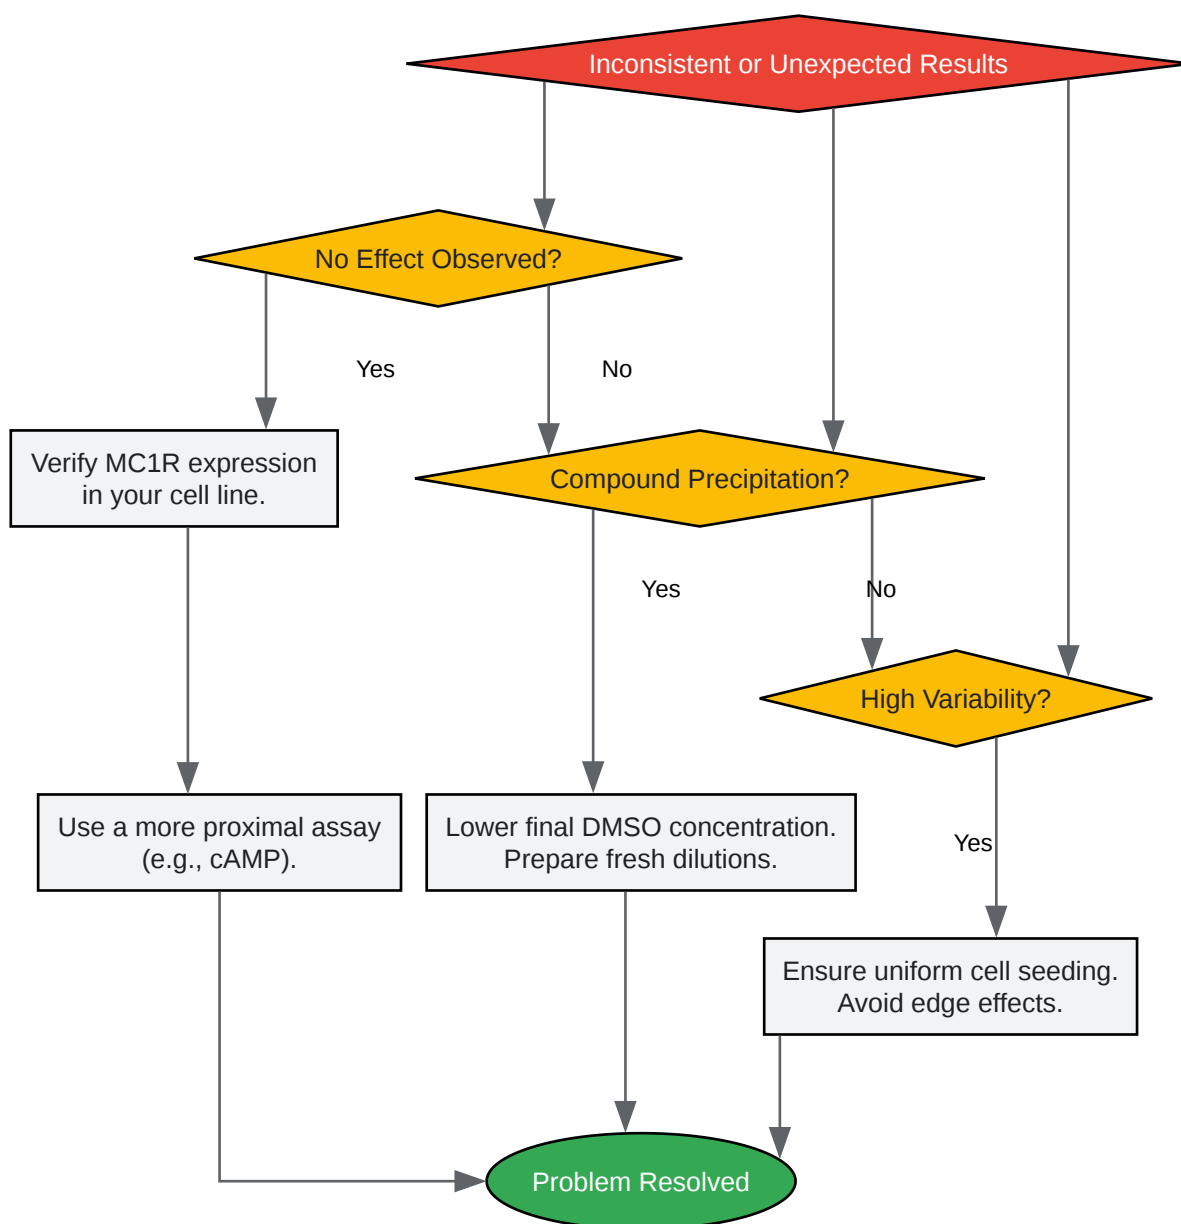 Inconsistent or Unexpected Results
No Effect Observed?
Yes
No
Verify MC1R expression
in your cell line.
Compound Precipitation?
Yes
No
High Variability?
Use a more proximal assay
(e.g., cAMP).
Lower final DMSO concentration.
Prepare fresh dilutions.
Yes
Ensure uniform cell seeding.
Avoid edge effects.
Problem Resolved